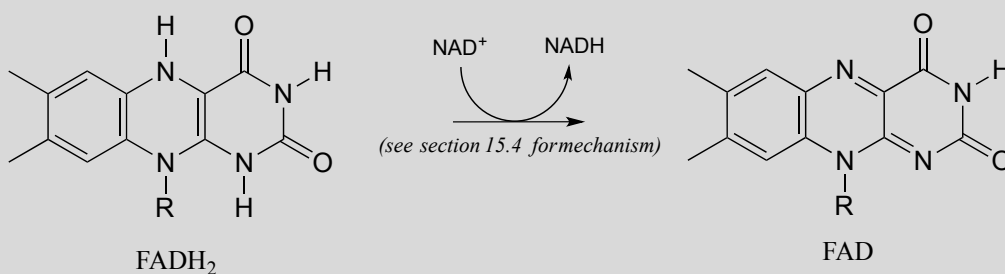 H O
NAD+ NADH
N H
N
N N O
R H
FADH2
(see section 15.4 formechanism)
O
N H
N
N N O
R
FAD